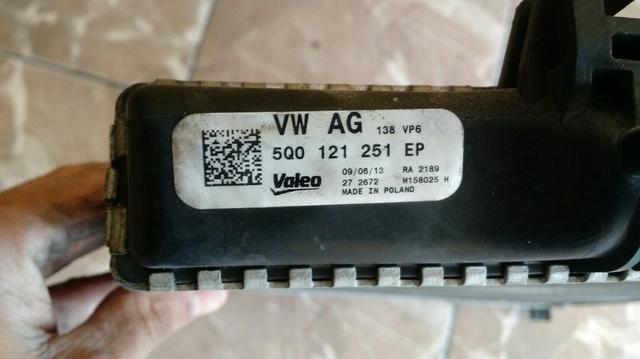 VW AG 138 VP6
5Q0 121 251 EP
Valeo 09/06/13 RA 2189
27 2672 M158025 H
MADE IN POLAND